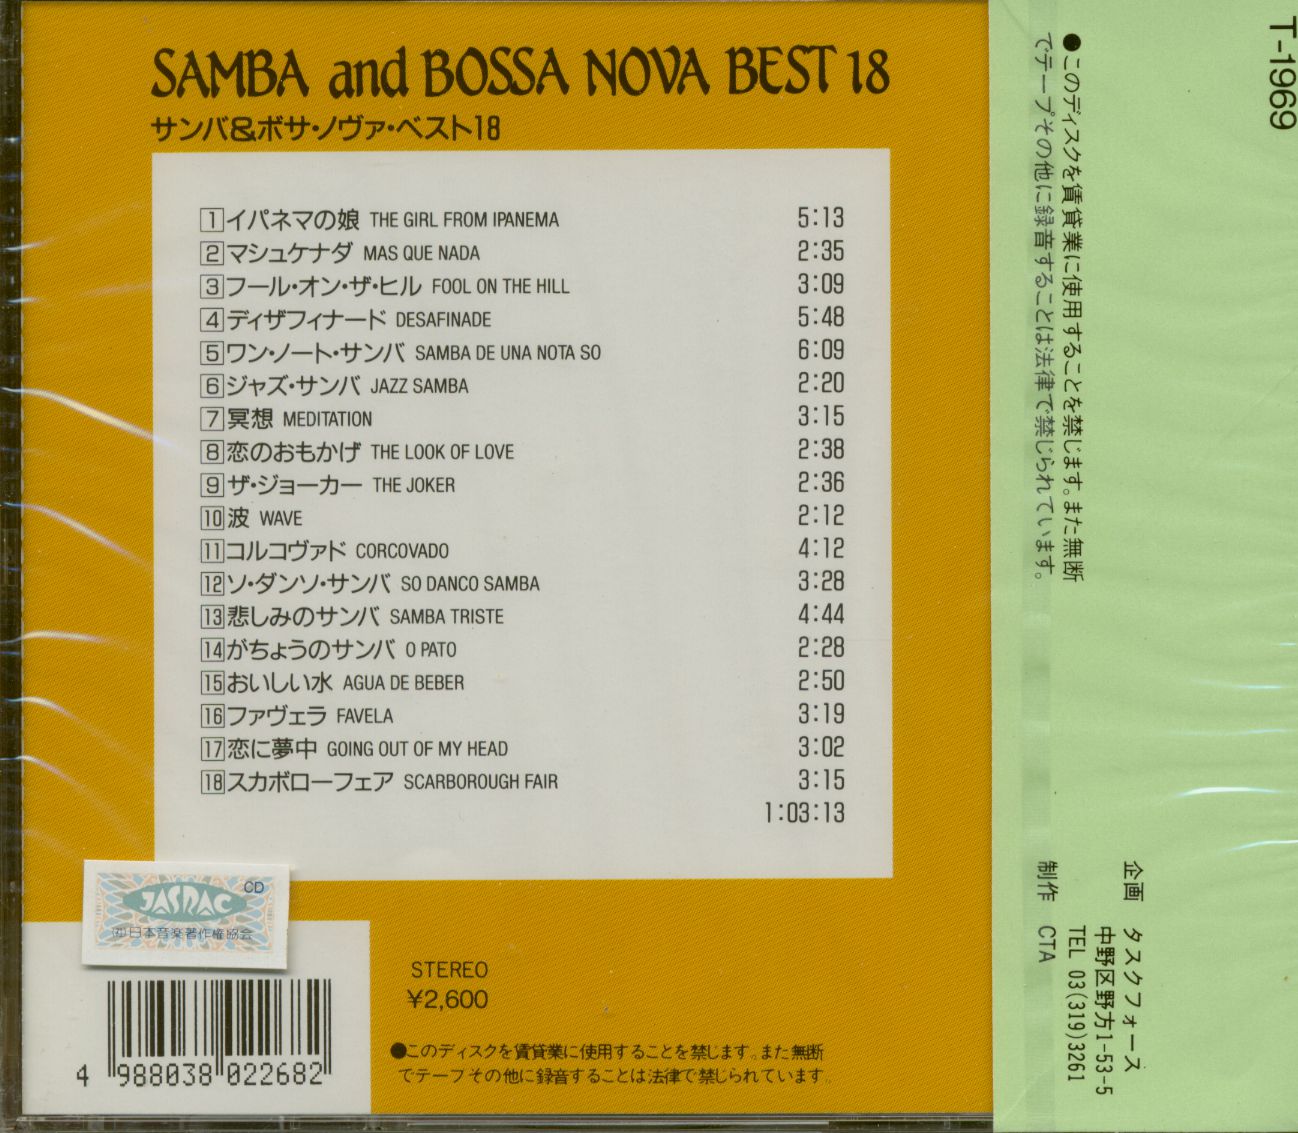 SAMBA and BOSSA NOVA BEST 18
サンバ&ボサ・ノヴァ・ベスト18
1 イパネマの娘 THE GIRL FROM IPANEMA 5:13
2 マシュケナダ MAS QUE NADA 2:35
3 フール・オン・ザ・ヒル FOOL ON THE HILL 3:09
4 ディザフィナード DESAFINADE 5:48
5 ワン・ノート・サンバ SAMBA DE UNA NOTA SO 6:09
6 ジャズ・サンバ JAZZ SAMBA 2:20
7 冥想 MEDITATION 3:15
8 恋のおもかげ THE LOOK OF LOVE 2:38
9 ザ・ジョーカー THE JOKER 2:36
10 波 WAVE 2:12
11 コルコヴァド CORCOVADO 4:12
12 ソ・ダンソ・サンバ SO DANCO SAMBA 3:28
13 悲しみのサンバ SAMBA TRISTE 4:44
14 がちょうのサンバ O PATO 2:28
15 おいしい水 AGUA DE BEBER 2:50
16 ファヴェラ FAVELA 3:19
17 恋に夢中 GOING OUT OF MY HEAD 3:02
18 スカボローフェア SCARBOROUGH FAIR 3:15
1:03:13
CD
JASRAC
(社)日本音楽著作権協会
4 988038 022682
STEREO
¥2,600
●このディスクを賃貸業に使用することを禁じます。また無断
でテープその他に録音することは法律で禁じられています。
T-1969
●このディスクを賃貸業に使用することを禁じます。また無断
でテープその他に録音することは法律で禁じられています。
企画 タスクフォース
中野区野方1-53-5
TEL 03(319)3261
制作 CTA